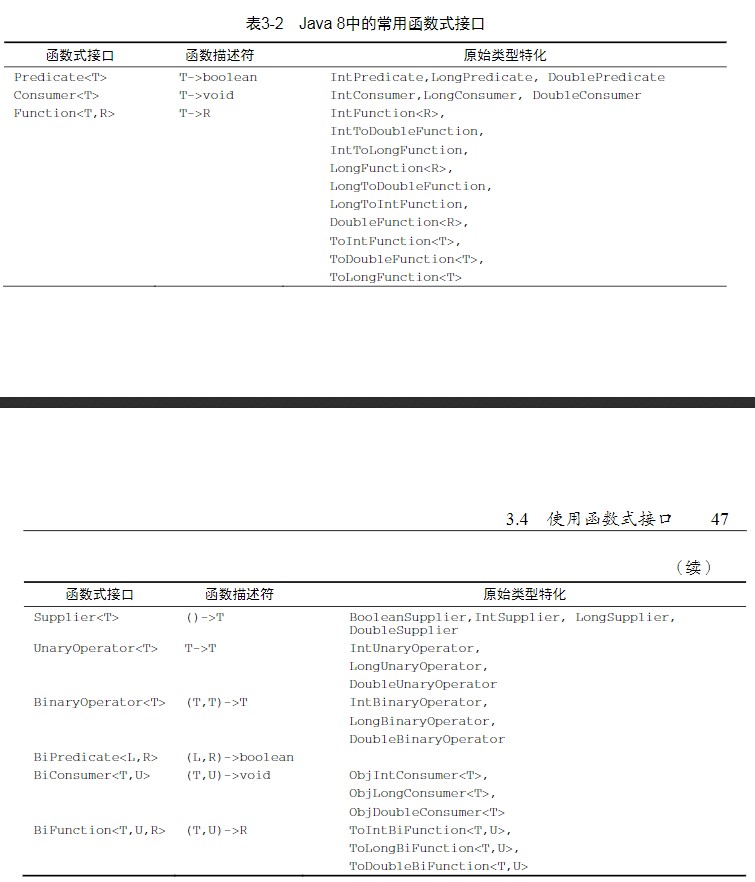 表3-2 Java 8中的常用函数式接口
函数式接口 函数描述符 原始类型特化
Predicate<T> T->boolean IntPredicate,LongPredicate, DoublePredicate
Consumer<T> T->void IntConsumer,LongConsumer, DoubleConsumer
Function<T,R> T->R IntFunction<R>,
IntToDoubleFunction,
IntToLongFunction,
LongFunction<R>,
LongToDoubleFunction,
LongToIntFunction,
DoubleFunction<R>,
ToIntFunction<T>,
ToDoubleFunction<T>,
ToLongFunction<T>
3.4 使用函数式接口 47
（续）
函数式接口 函数描述符 原始类型特化
Supplier<T> ()->T BooleanSupplier,IntSupplier, LongSupplier,
DoubleSupplier
UnaryOperator<T> T->T IntUnaryOperator,
LongUnaryOperator,
DoubleUnaryOperator
BinaryOperator<T> (T,T)->T IntBinaryOperator,
LongBinaryOperator,
DoubleBinaryOperator
BiPredicate<L,R> (L,R)->boolean
BiConsumer<T,U> (T,U)->void ObjIntConsumer<T>,
ObjLongConsumer<T>,
ObjDoubleConsumer<T>
BiFunction<T,U,R> (T,U)->R ToIntBiFunction<T,U>,
ToLongBiFunction<T,U>,
ToDoubleBiFunction<T,U>